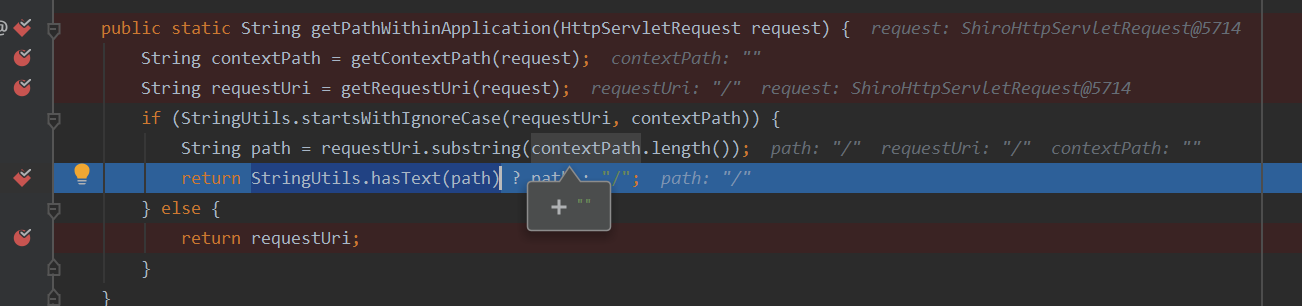 @ public static String getPathWithinApplication(HttpServletRequest request) { request: ShiroHttpServletRequest@5714
String contextPath = getContextPath(request); contextPath: ""
String requestUri = getRequestUri(request); requestUri: "/" request: ShiroHttpServletRequest@5714
if (StringUtils.startsWithIgnoreCase(requestUri, contextPath)) {
String path = requestUri.substring(contextPath.length()); path: "/" requestUri: "/" contextPath: ""
return StringUtils.hasText(path) ? path : "/"; path: "/"
+ ""
} else {
return requestUri;
}
}